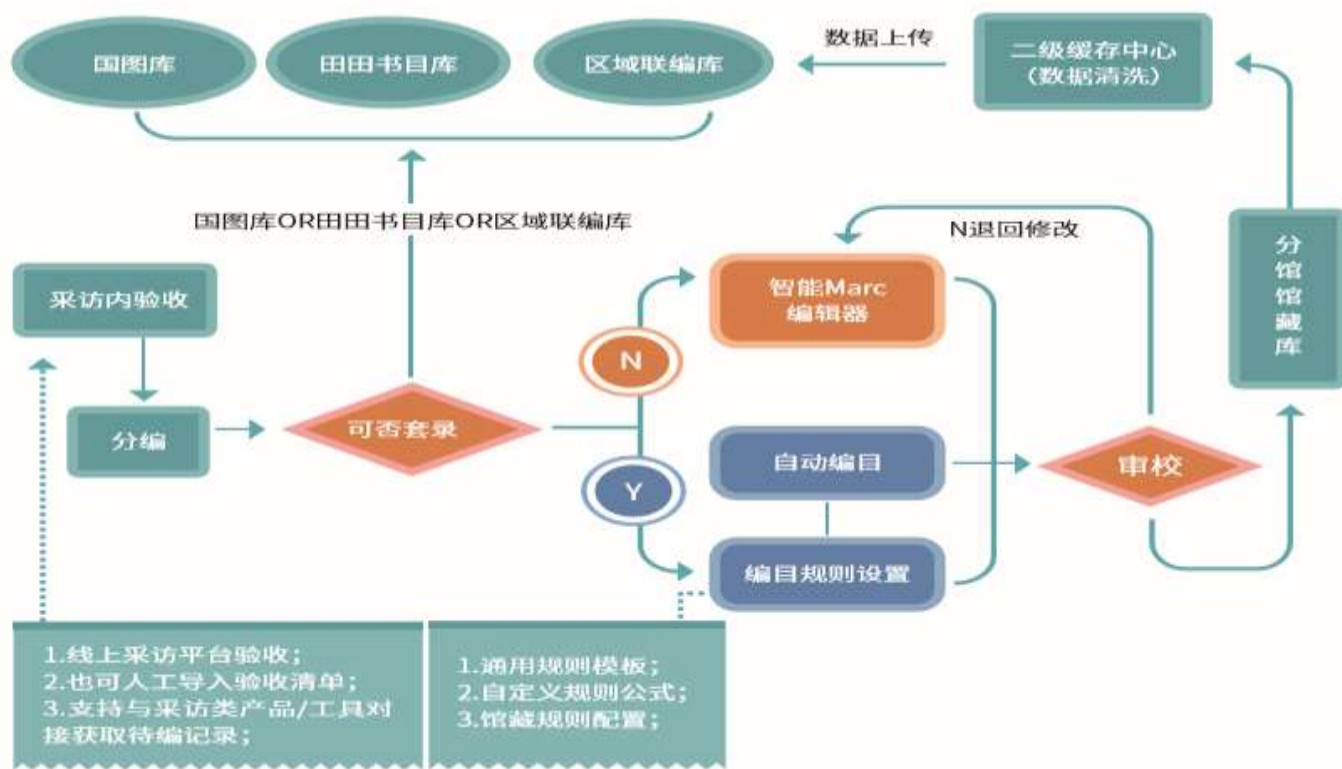 国图库
田田书目库
区域联编库
数据上传
二级缓存中心
(数据清洗)
国图库OR田田书目库OR区域联编库
N退回修改
分馆馆藏库
采访内验收
智能Marc
编辑器
N
分编
可否套录
自动编目
审校
Y
编目规则设置
1.线上采访平台验收;
2.也可人工导入验收清单;
3.支持与采访类产品/工具对
接获取待编记录;
1.通用规则模板;
2.自定义规则公式;
3.馆藏规则配置;